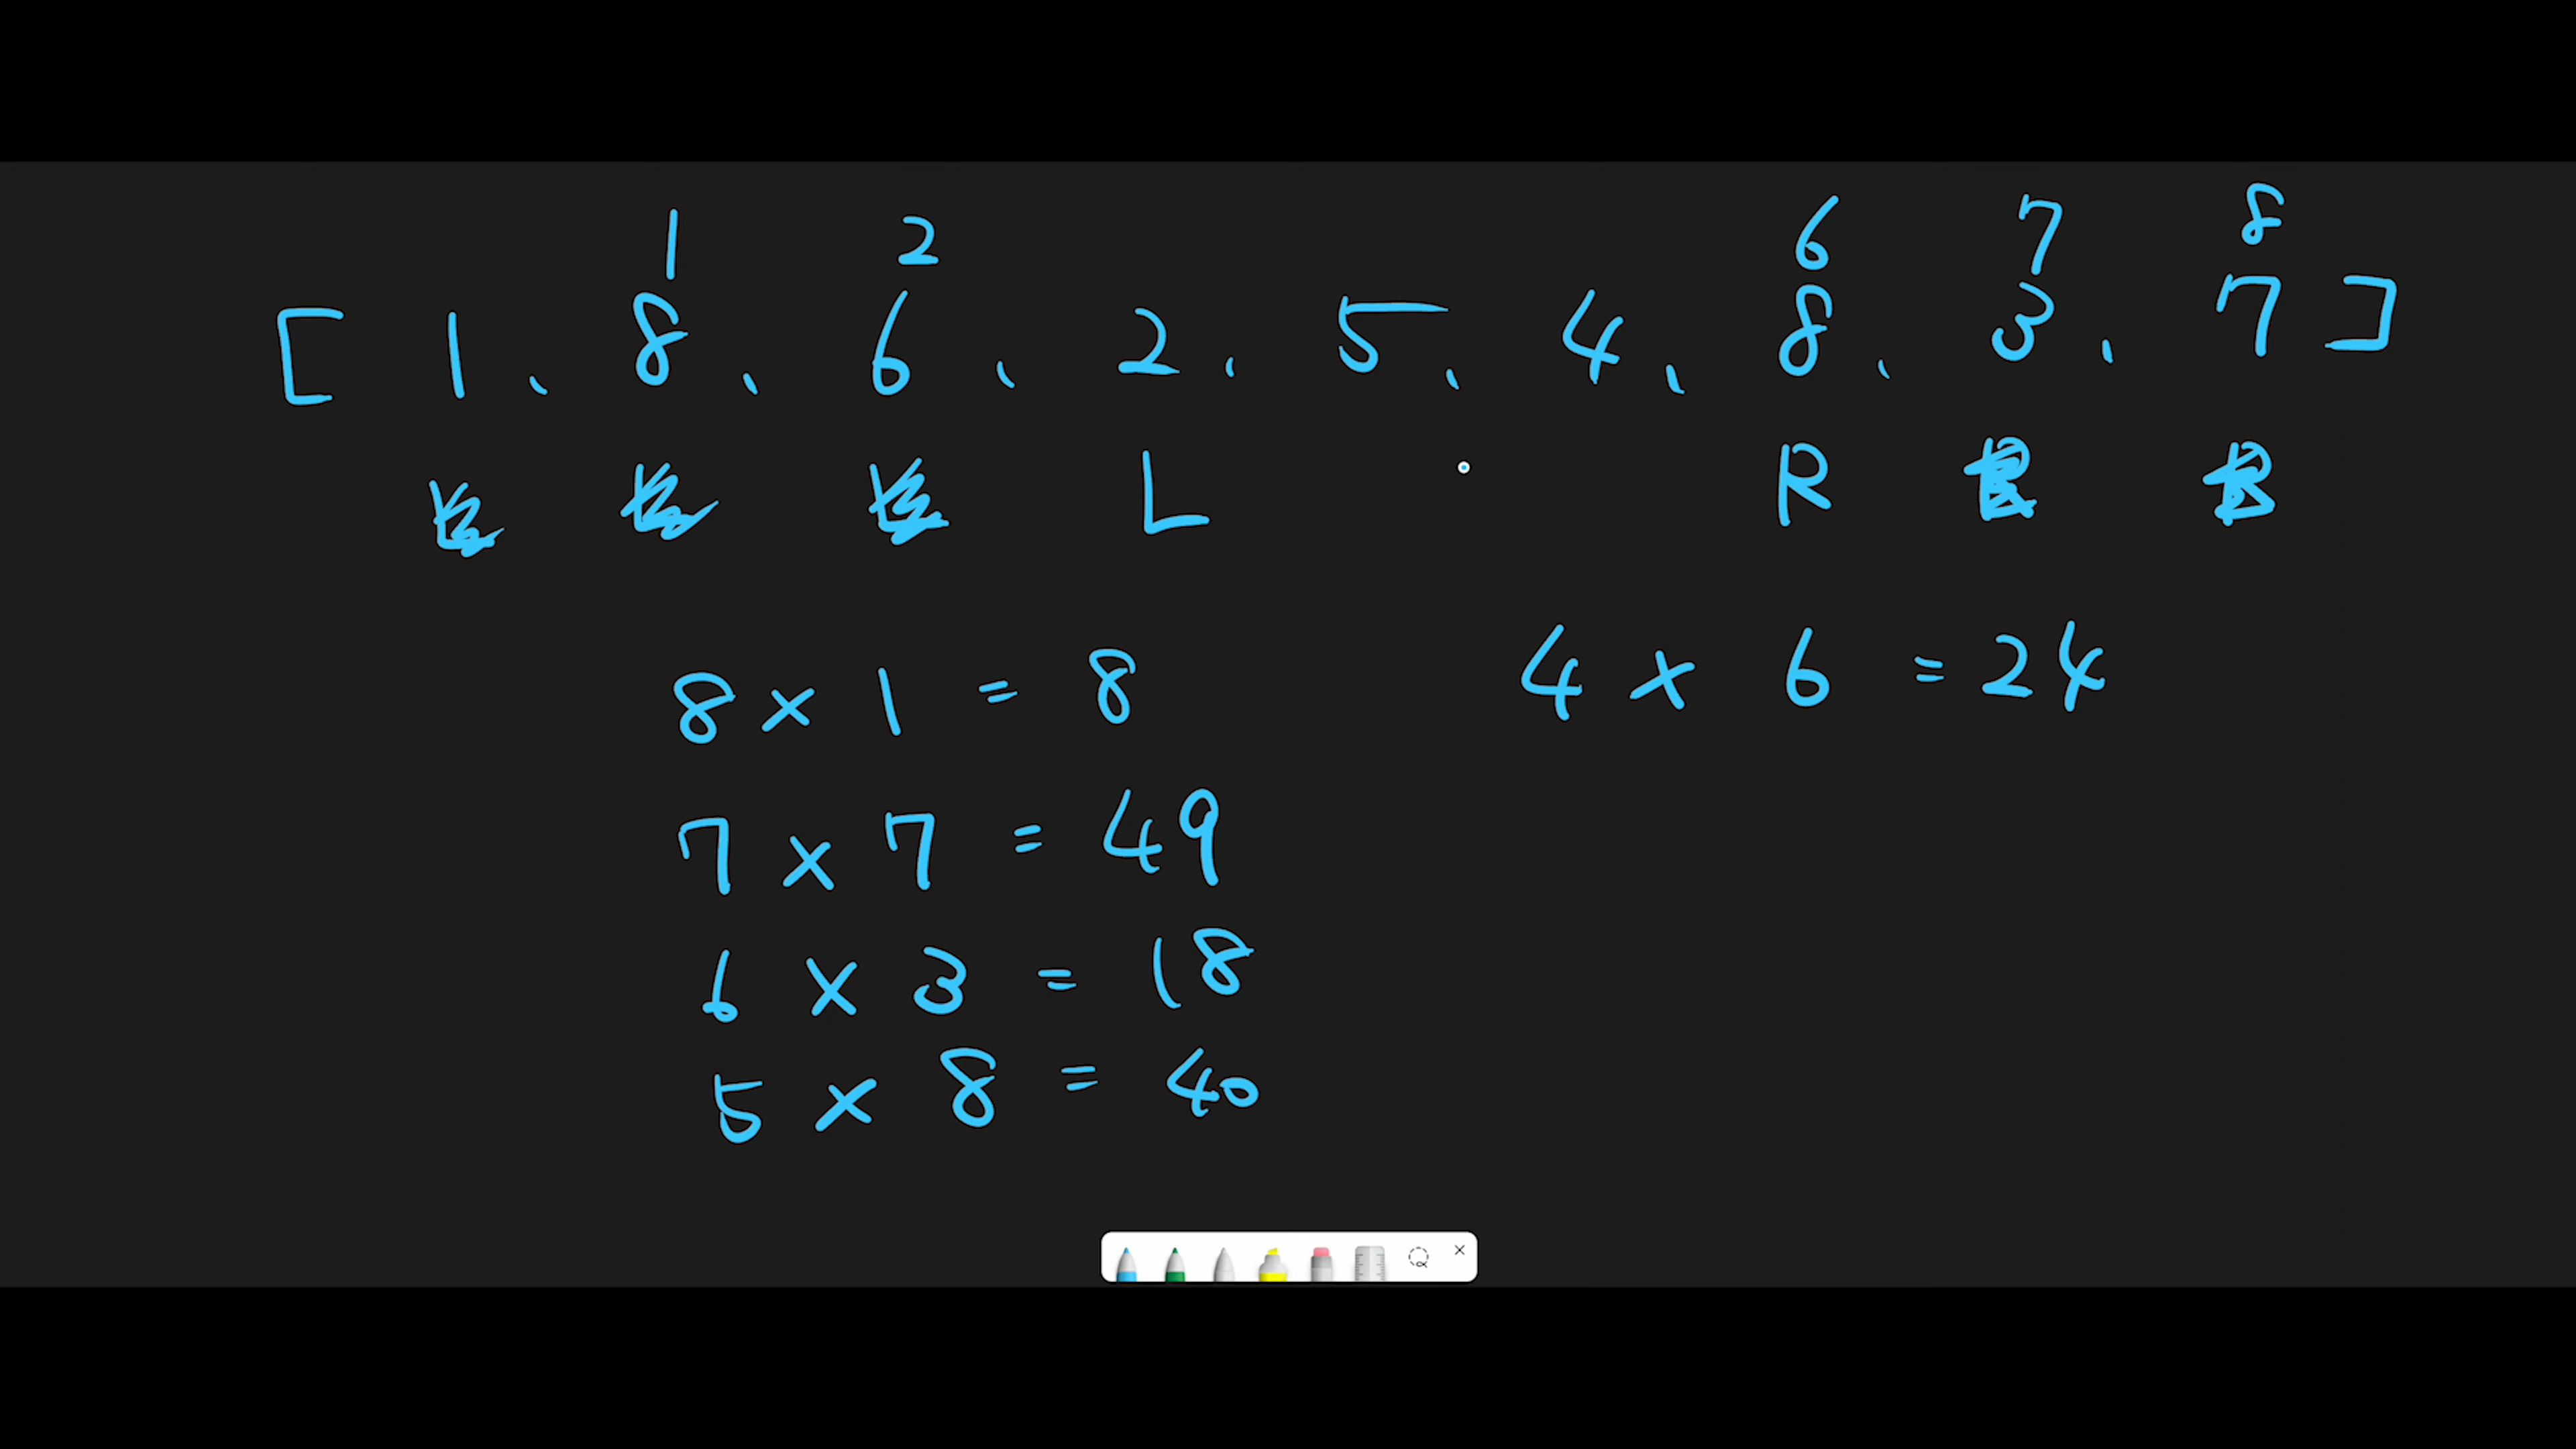 1 2 6 7 8
[ 1, 8, 6, 2, 5, 4, 8, 3, 7 ]
L R
8 × 1 = 8
7 × 7 = 49
6 × 3 = 18
5 × 8 = 40
4 × 6 = 24